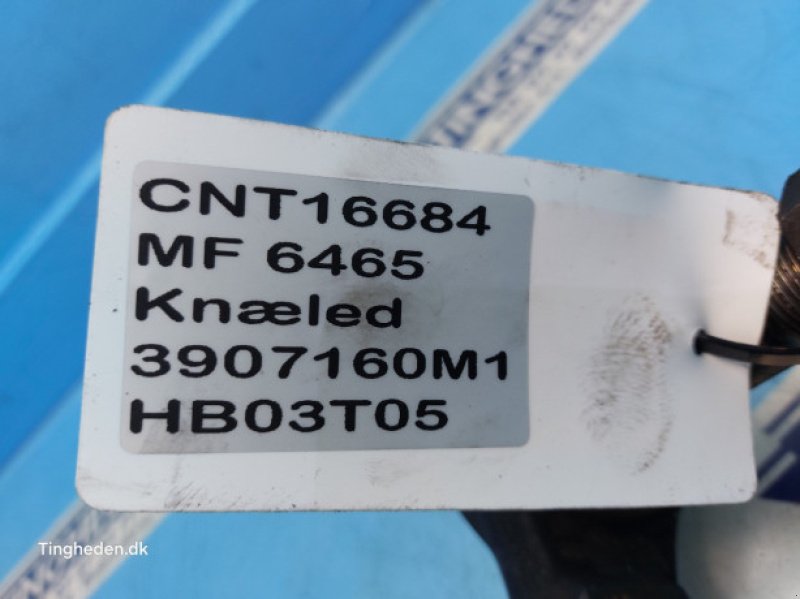 CNT16684
MF 6465
Knæled
3907160M1
HB03T05
Tingheden.dk